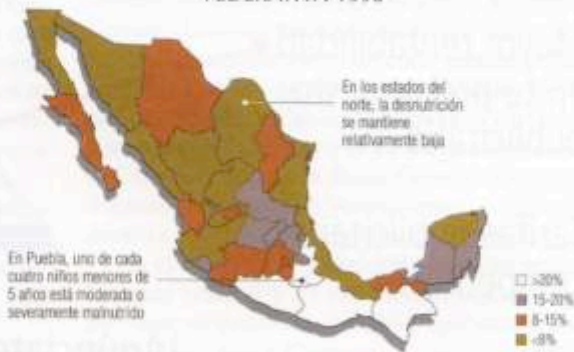 En los estados del
norte, la desnutrición
se mantiene
relativamente baja
En Puebla, uno de cada
cuatro niños menores de
5 años está moderada o
severamente malnutrido
>20%
15-20%
8-15%
<8%